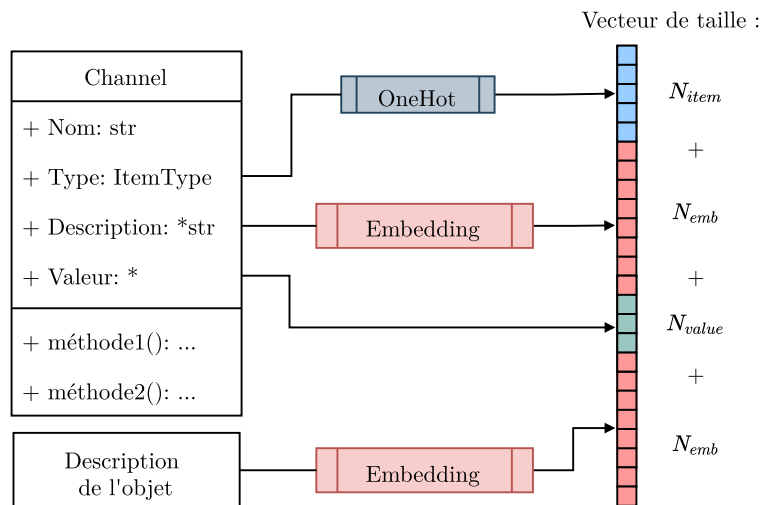 Vecteur de taille :
Channel
+ Nom: str
+ Type: ItemType
+ Description: *str
+ Valeur: *
+ méthode1(): ...
+ méthode2(): ...
Description
de l'objet
OneHot
Embedding
Embedding
N_item
+
N_emb
+
N_value
+
N_emb